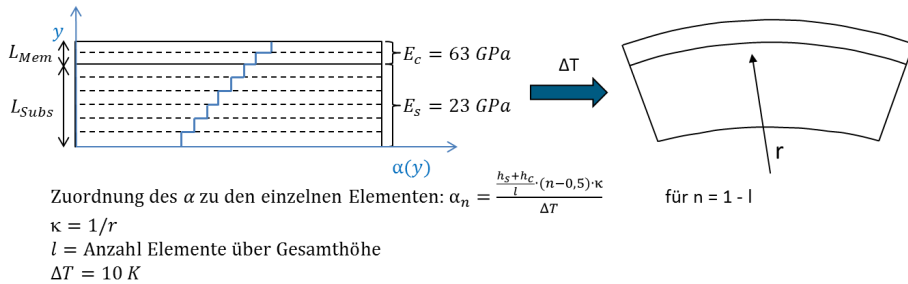 y
L_Mem
E_c = 63 GPa
ΔT
L_Subs
E_s = 23 GPa
α(y)
r
Zuordnung des α zu den einzelnen Elementen: α_n = ((h_s+h_c)/l·(n−0,5)·κ)/ΔT für n = 1 - l
κ = 1/r
l = Anzahl Elemente über Gesamthöhe
ΔT = 10 K